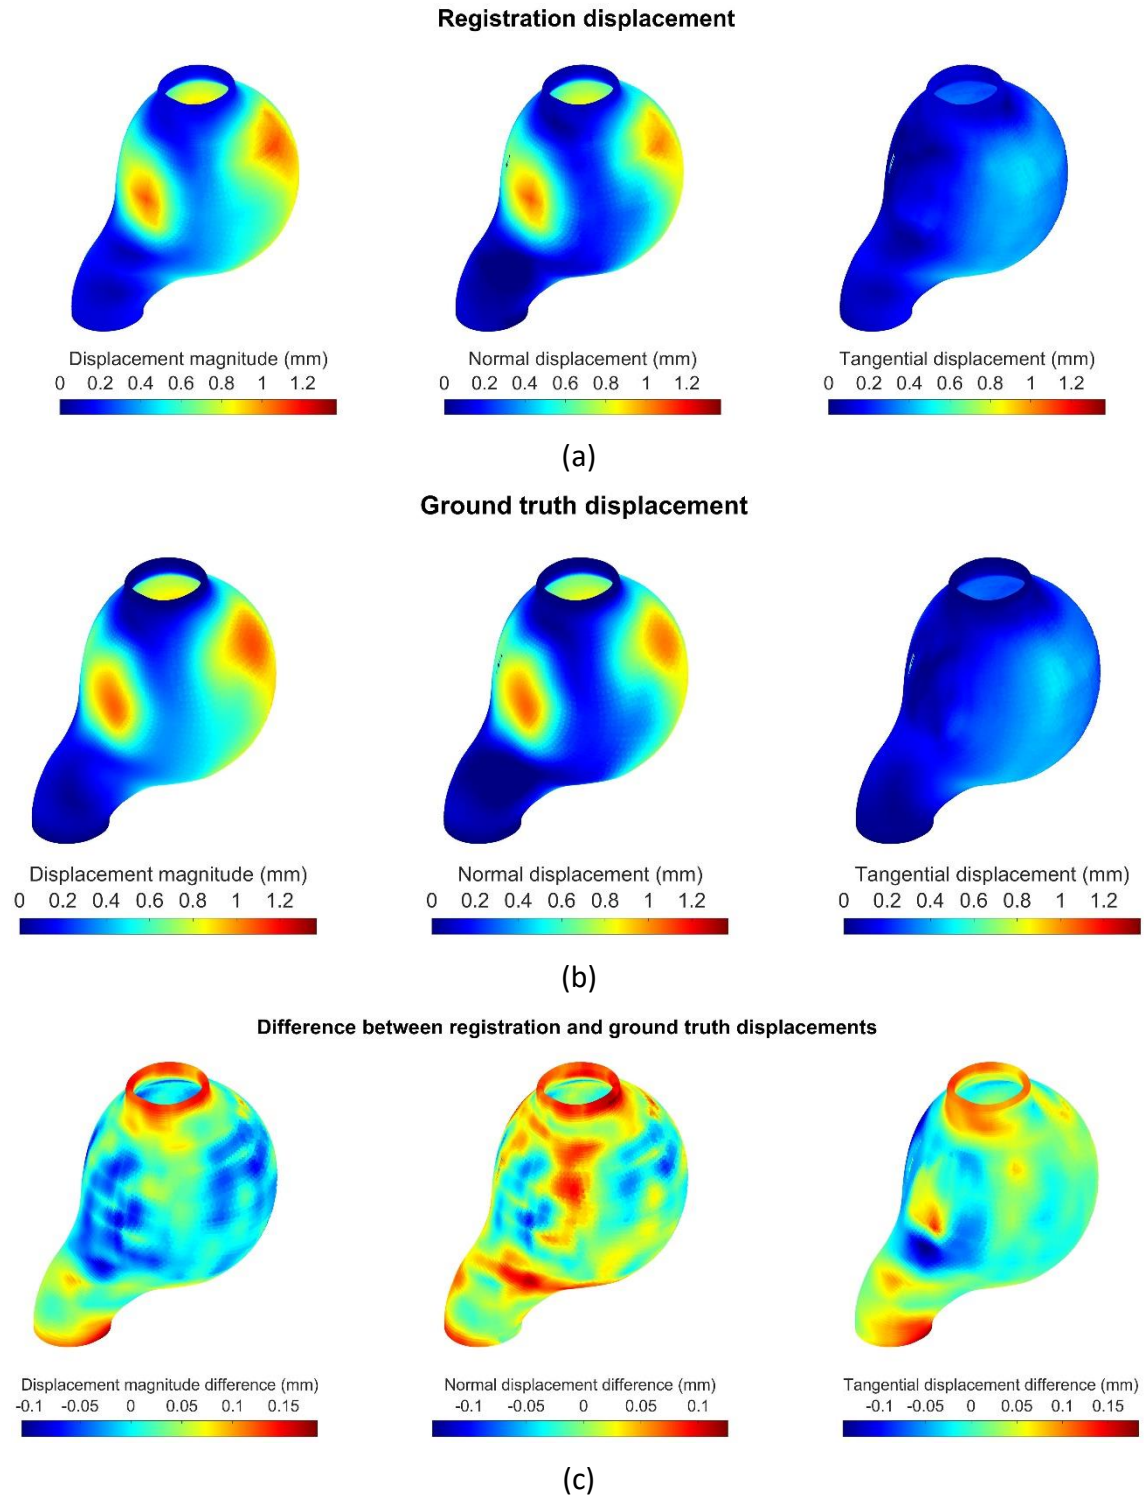 Registration displacement
Displacement magnitude (mm)
0 0.2 0.4 0.6 0.8 1 1.2
Normal displacement (mm)
0 0.2 0.4 0.6 0.8 1 1.2
Tangential displacement (mm)
0 0.2 0.4 0.6 0.8 1 1.2
(a)
Ground truth displacement
Displacement magnitude (mm)
0 0.2 0.4 0.6 0.8 1 1.2
Normal displacement (mm)
0 0.2 0.4 0.6 0.8 1 1.2
Tangential displacement (mm)
0 0.2 0.4 0.6 0.8 1 1.2
(b)
Difference between registration and ground truth displacements
Displacement magnitude difference (mm)
-0.1 -0.05 0 0.05 0.1 0.15
Normal displacement difference (mm)
-0.1 -0.05 0 0.05 0.1
Tangential displacement difference (mm)
-0.1 -0.05 0 0.05 0.1 0.15
(c)